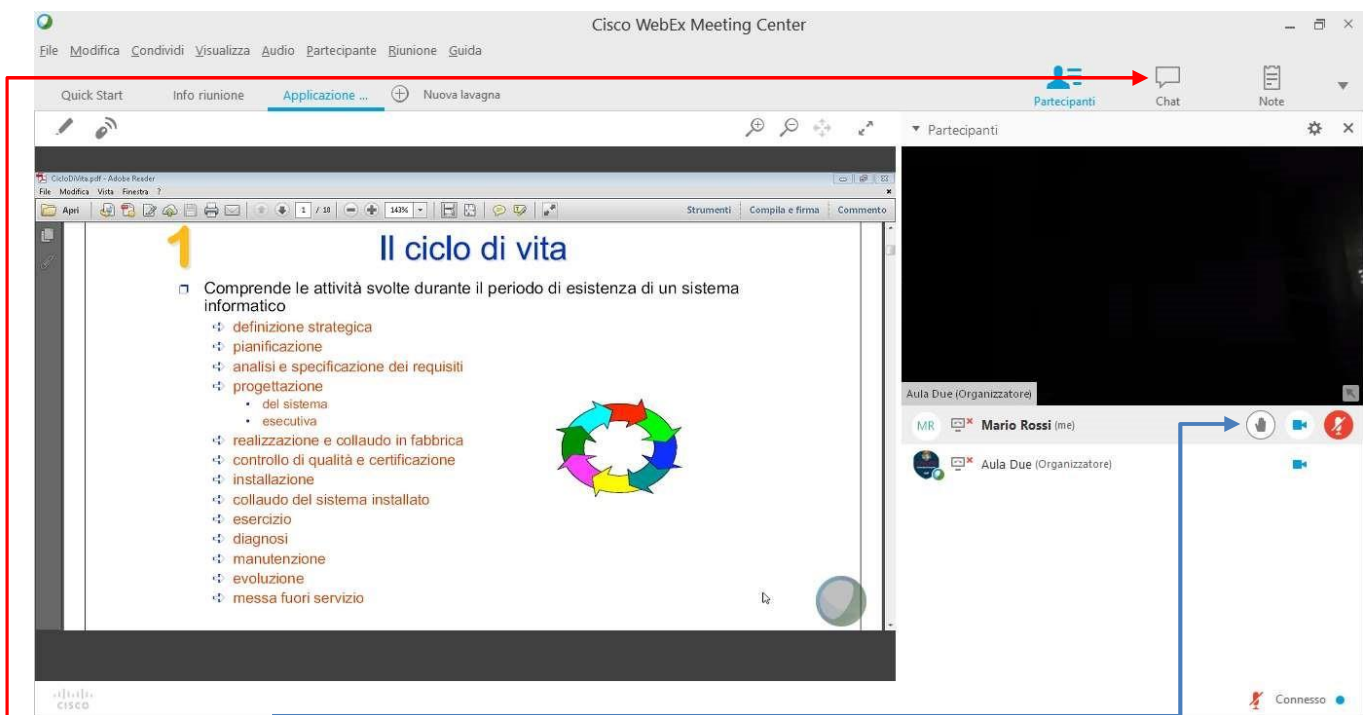 Cisco WebEx Meeting Center
File Modifica Condividi Visualizza Audio Partecipante Riunione Guida
Quick Start Info riunione Applicazione ... Nuova lavagna
Partecipanti Chat Note
Partecipanti
CicloDiVita.pdf - Adobe Reader
File Modifica Vista Finestra ?
Apri 1 / 18 143% Strumenti Compila e firma Commento
1 Il ciclo di vita
Comprende le attività svolte durante il periodo di esistenza di un sistema
informatico
definizione strategica
pianificazione
analisi e specificazione dei requisiti
progettazione
del sistema
esecutiva
realizzazione e collaudo in fabbrica
controllo di qualità e certificazione
installazione
collaudo del sistema installato
esercizio
diagnosi
manutenzione
evoluzione
messa fuori servizio
Aula Due (Organizzatore)
MR Mario Rossi (me)
Aula Due (Organizzatore)
CISCO
Connesso